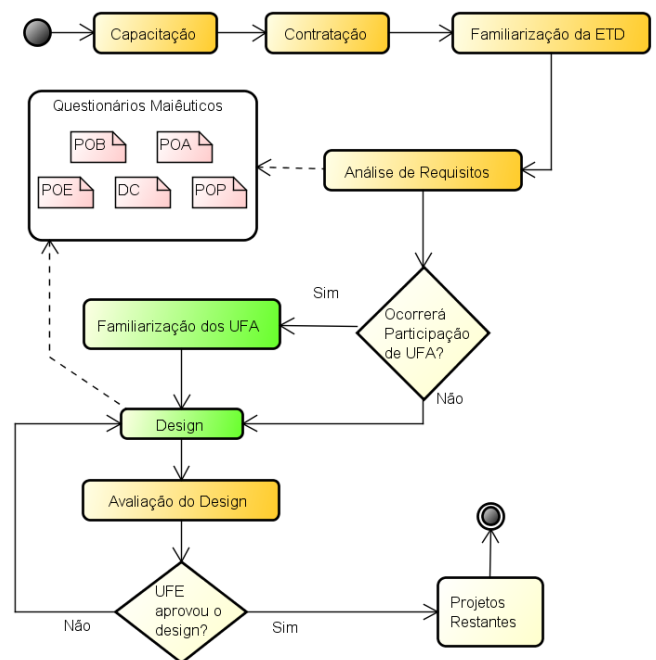 Capacitação
Contratação
Familiarização da ETD
Questionários Maiêuticos
POB
POA
POE
DC
POP
Análise de Requisitos
Sim
Ocorrerá
Participação
de UFA?
Familiarização dos UFA
Não
Design
Avaliação do Design
UFE
aprovou o
design?
Não
Sim
Projetos
Restantes